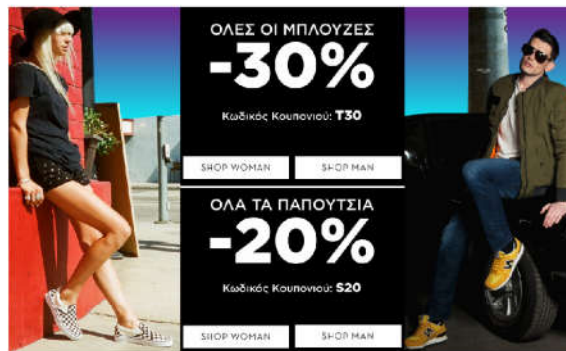 ΟΛΕΣ ΟΙ ΜΠΛΟΥΖΕΣ
-30%
Κωδικός Κουπονιού: T30
SHOP WOMAN
SHOP MAN
ΟΛΑ ΤΑ ΠΑΠΟΥΤΣΙΑ
-20%
Κωδικός Κουπονιού: S20
SHOP WOMAN
SHOP MAN